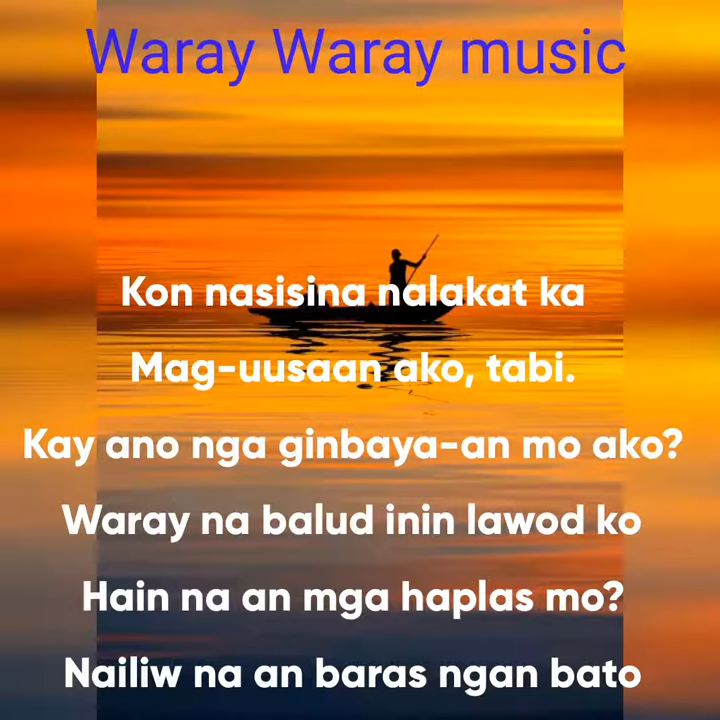 Waray Waray music
Kon nasisina nalakat ka
Mag-uusaan ako, tabi.
Kay ano nga ginbaya-an mo ako?
Waray na balud inin lawod ko
Hain na an mga haplas mo?
Nailiw na an baras ngan bato